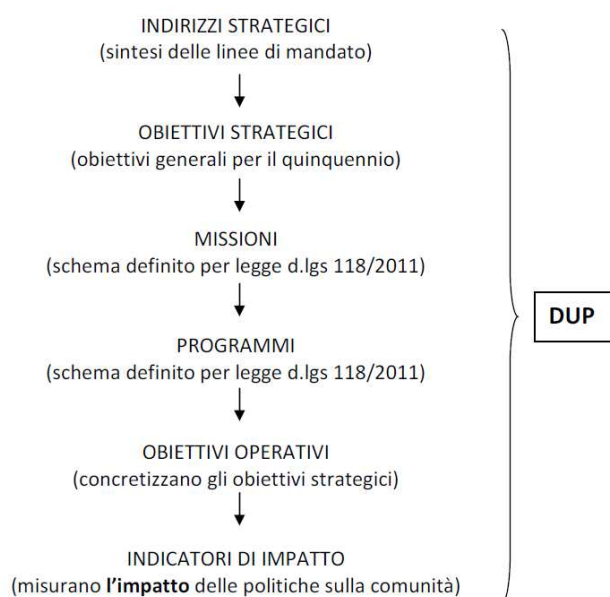 INDIRIZZI STRATEGICI
(sintesi delle linee di mandato)
OBIETTIVI STRATEGICI
(obiettivi generali per il quinquennio)
MISSIONI
(schema definito per legge d.lgs 118/2011)
DUP
PROGRAMMI
(schema definito per legge d.lgs 118/2011)
OBIETTIVI OPERATIVI
(concretizzano gli obiettivi strategici)
INDICATORI DI IMPATTO
(misurano l'impatto delle politiche sulla comunità)